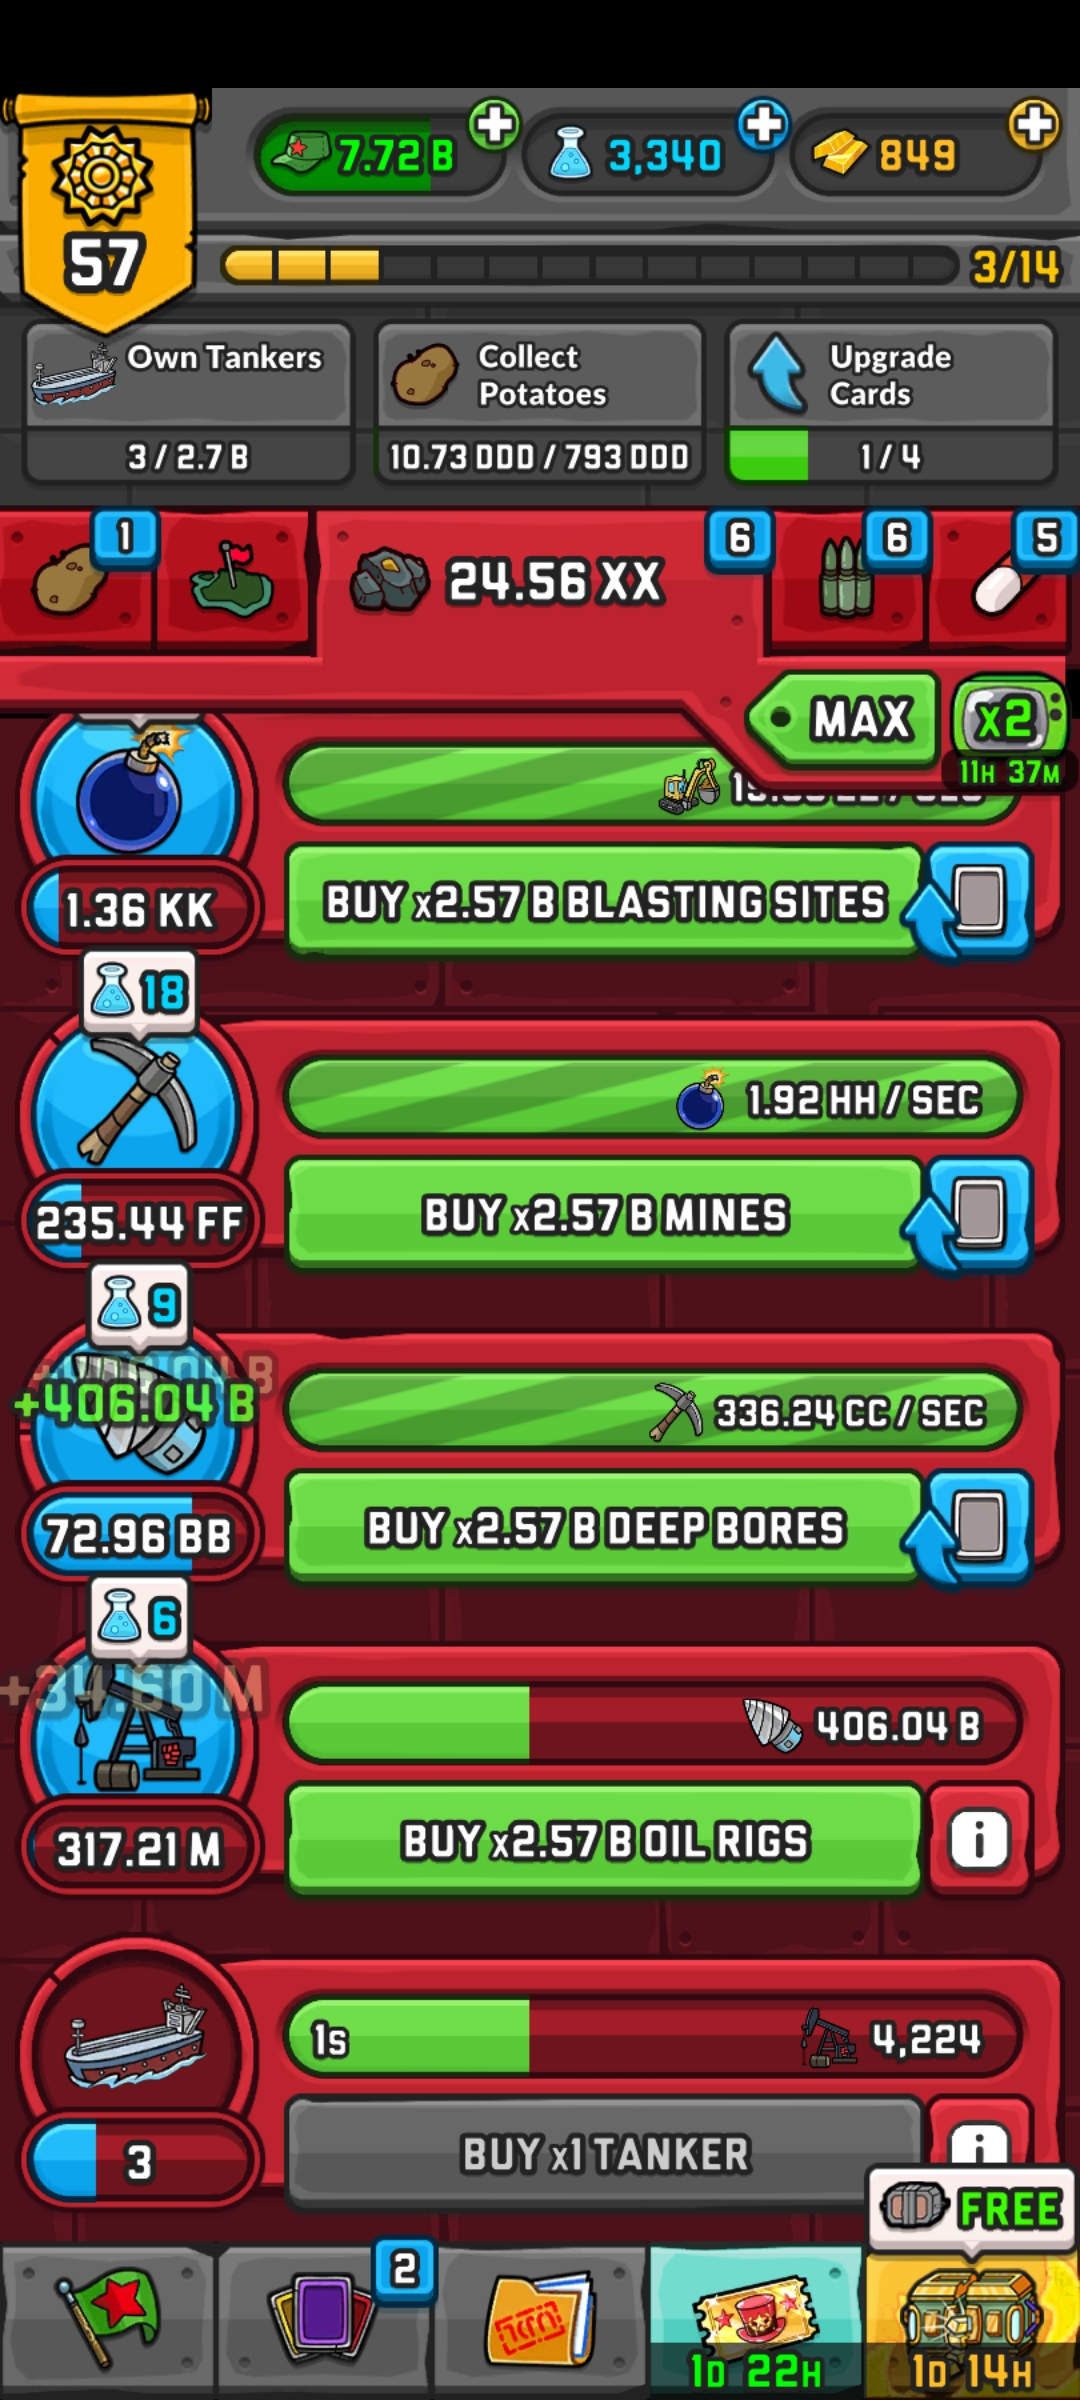 7.72 B
3,340
849
57
3/14
Own Tankers
3 / 2.7 B
Collect
Potatoes
10.73 DDD / 793 DDD
Upgrade
Cards
1 / 4
1
24.56 XX
6
6
5
MAX
x2
11H 37M
1.36 KK
BUY x2.57 B BLASTING SITES
18
1.92 HH / SEC
235.44 FF
BUY x2.57 B MINES
9
+406.04 B
336.24 CC / SEC
72.96 BB
BUY x2.57 B DEEP BORES
6
+34.60 M
406.04 B
317.21 M
BUY x2.57 B OIL RIGS
i
1s
4,224
3
BUY x1 TANKER
i
FREE
2
1D 22H
1D 14H